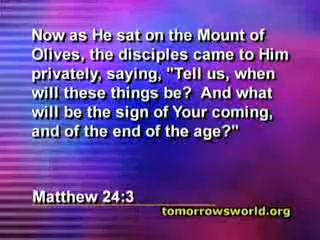 Now as He sat on the Mount of
Olives, the disciples came to Him
privately, saying, "Tell us, when
will these things be?  And what
will be the sign of Your coming,
and of the end of the age?"
Matthew 24:3
tomorrowsworld.org